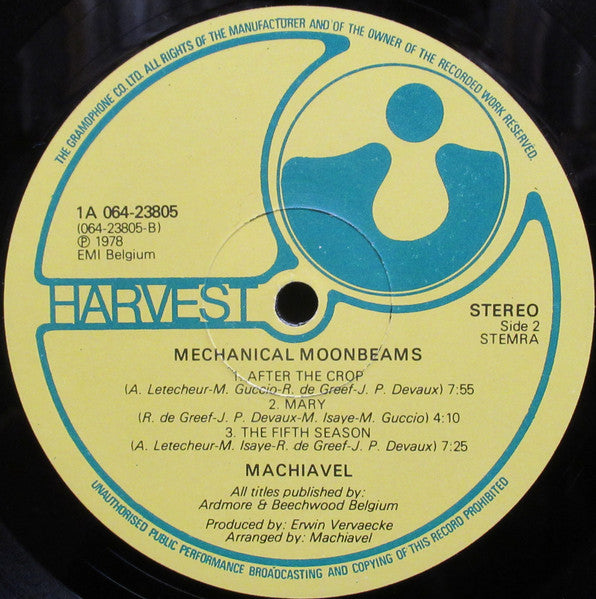 THE GRAMOPHONE CO. LTD. ALL RIGHTS OF THE MANUFACTURER AND OF THE OWNER OF THE RECORDED WORK RESERVED.
1A 064-23805
(064-23805-B)
Ⓟ 1978
EMI Belgium
HARVEST
STEREO
Side 2
STEMRA
MECHANICAL MOONBEAMS
1. AFTER THE CROP
(A. Letecheur-M. Guccio-R. de Greef-J. P. Devaux) 7:55
2. MARY
(R. de Greef-J. P. Devaux-M. Isaye-M. Guccio) 4:10
3. THE FIFTH SEASON
(A. Letecheur-M. Isaye-R. de Greef-J. P. Devaux) 7:25
MACHIAVEL
All titles published by:
Ardmore & Beechwood Belgium
Produced by: Erwin Vervaecke
Arranged by: Machiavel
UNAUTHORISED PUBLIC PERFORMANCE BROADCASTING AND COPYING OF THIS RECORD PROHIBITED